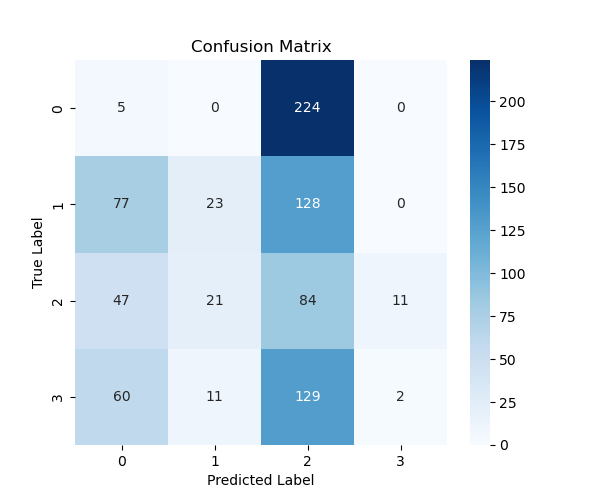 Confusion Matrix
0 5 0 224 0
1 77 23 128 0
2 47 21 84 11
3 60 11 129 2
0 1 2 3
Predicted Label
True Label
200
175
150
125
100
75
50
25
0